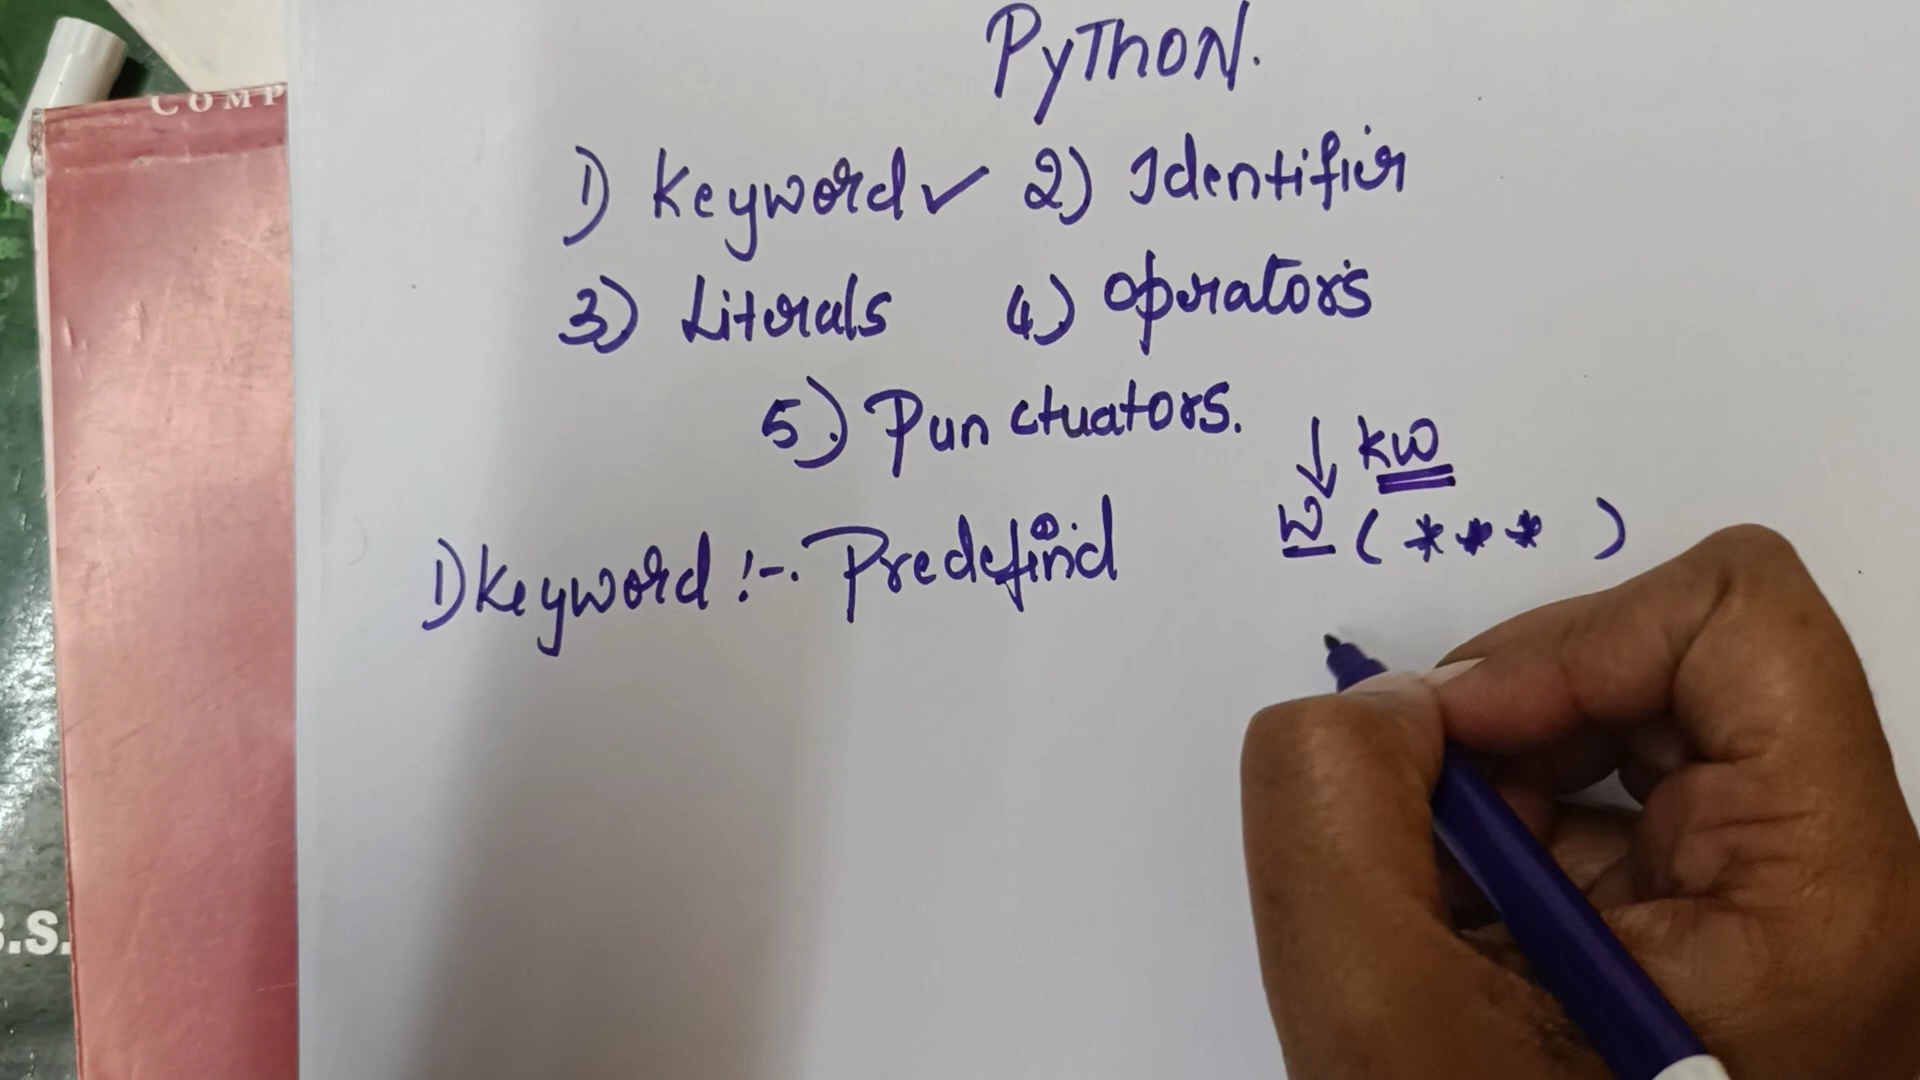 PYTHON.
1) Keyword ✓ 2) Identifier
3) Literals 4) Operators
5) Punctuators.
↓ KW
W ( *** )
1) Keyword :-. Predefind
COMP
B.S.